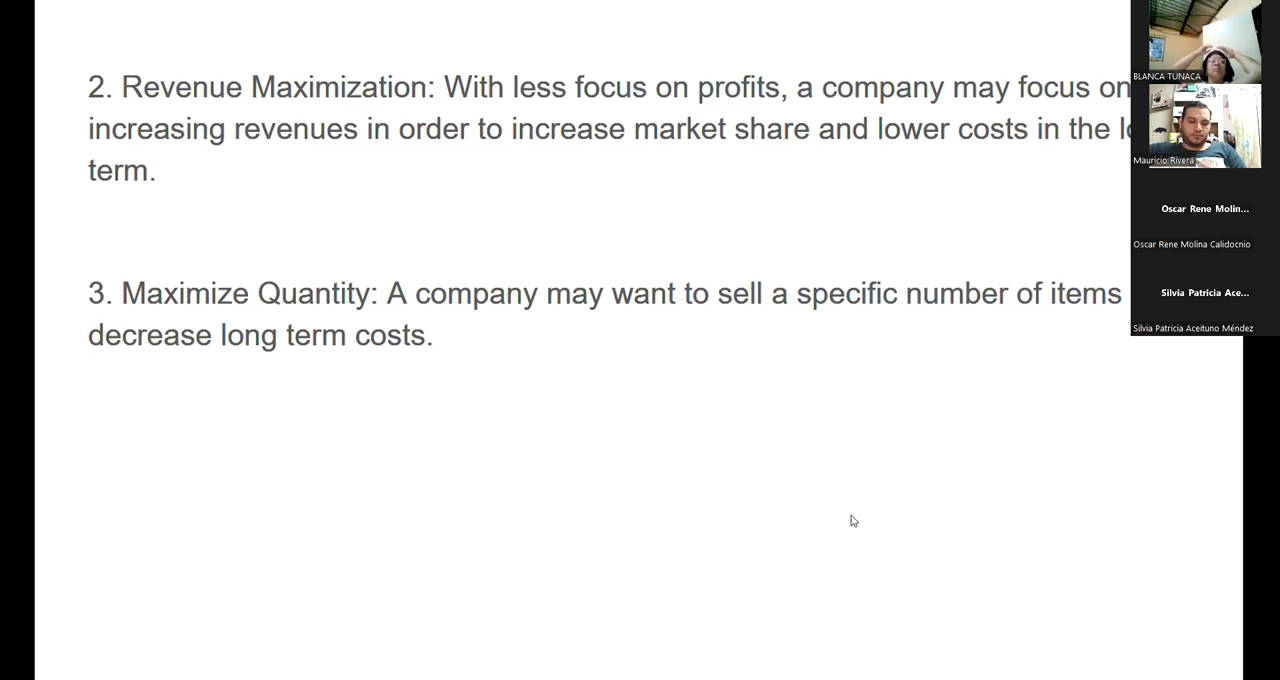 2. Revenue Maximization: With less focus on profits, a company may focus on
increasing revenues in order to increase market share and lower costs in the
term.
3. Maximize Quantity: A company may want to sell a specific number of items
decrease long term costs.
BLANCA TUNACA
Mauricio Rivera
Oscar Rene Molin...
Oscar Rene Molina Calidocnio
Silvia Patricia Ace...
Silvia Patricia Aceituno Méndez